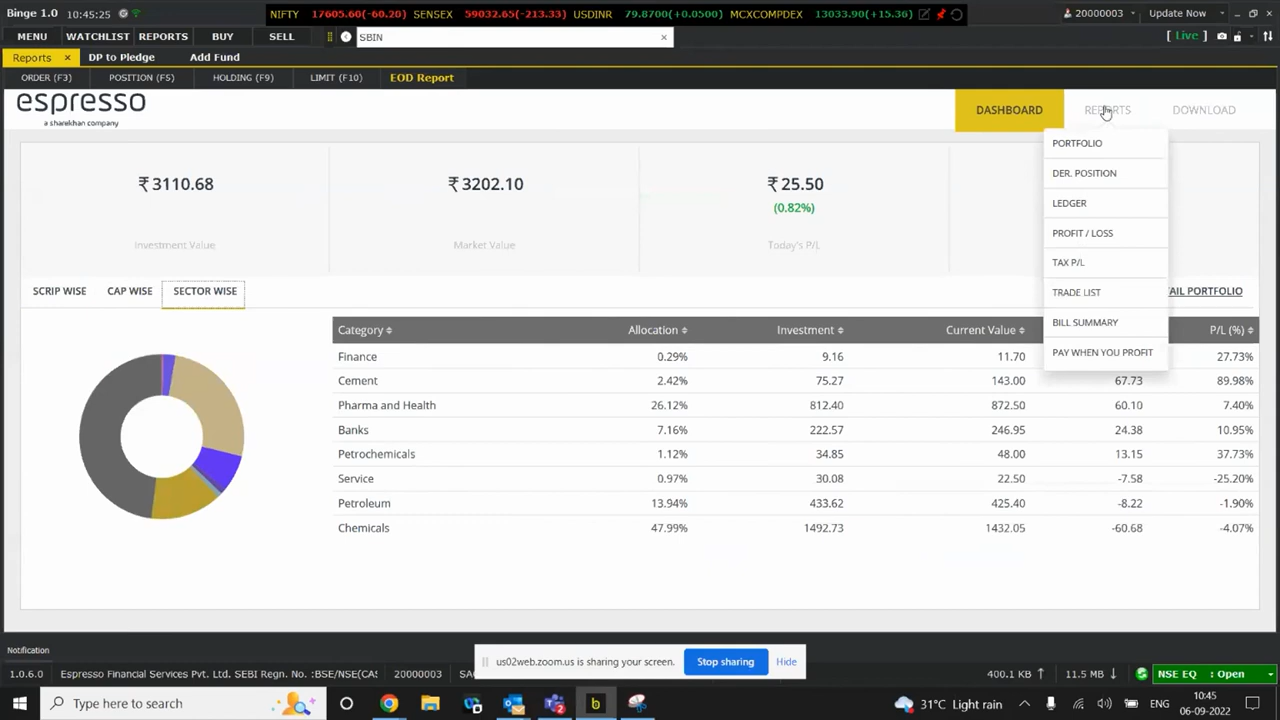 Binge 1.0
10:45:25
NIFTY 17605.60(-60.20) SENSEX 59032.65(-213.33) USDINR 79.8700(+0.0500) MCXCOMPDEX 13033.90(+15.36)
20000003
Update Now
MENU WATCHLIST REPORTS BUY SELL
SBIN
[ Live ]
Reports × DP to Pledge Add Fund
ORDER (F3) POSITION (F5) HOLDING (F9) LIMIT (F10) EOD Report
espresso
a sharekhan company
DASHBOARD REPORTS DOWNLOAD
PORTFOLIO
DER. POSITION
LEDGER
PROFIT / LOSS
TAX P/L
TRADE LIST
BILL SUMMARY
PAY WHEN YOU PROFIT
₹ 3110.68 ₹ 3202.10 ₹ 25.50
(0.82%)
Investment Value Market Value Today's P/L
SCRIP WISE CAP WISE SECTOR WISE AIL PORTFOLIO
Category Allocation Investment Current Value P/L (%)
Finance 0.29% 9.16 11.70 27.73%
Cement 2.42% 75.27 143.00 67.73 89.98%
Pharma and Health 26.12% 812.40 872.50 60.10 7.40%
Banks 7.16% 222.57 246.95 24.38 10.95%
Petrochemicals 1.12% 34.85 48.00 13.15 37.73%
Service 0.97% 30.08 22.50 -7.58 -25.20%
Petroleum 13.94% 433.62 425.40 -8.22 -1.90%
Chemicals 47.99% 1492.73 1432.05 -60.68 -4.07%
Notification
us02web.zoom.us is sharing your screen. Stop sharing Hide
1.0.6.0 Espresso Financial Services Pvt. Ltd. SEBI Regn. No. :BSE/NSE(CAS 20000003 400.1 KB ↑ 11.5 MB ↓ NSE EQ : Open
Type here to search
31°C Light rain
ENG
10:45
06-09-2022